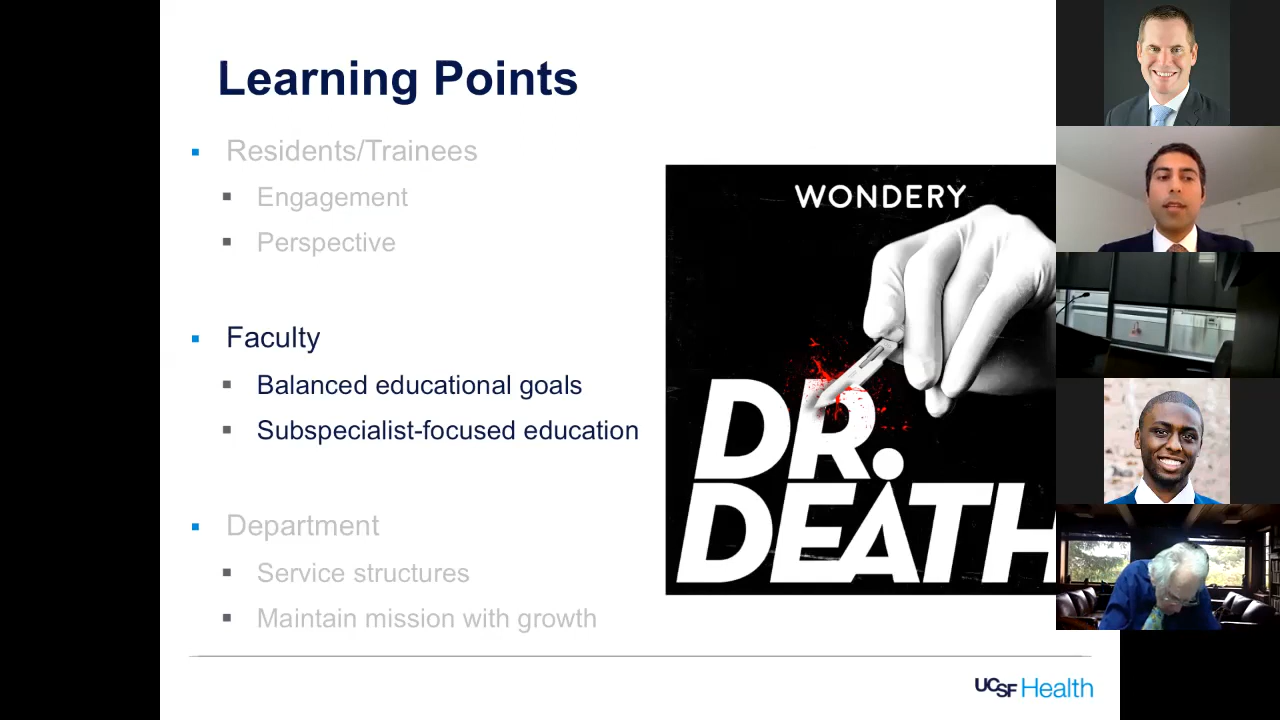 Learning Points
Residents/Trainees
Engagement
Perspective
Faculty
Balanced educational goals
Subspecialist-focused education
Department
Service structures
Maintain mission with growth
WONDERY
DR.
DEATH
UCSF Health